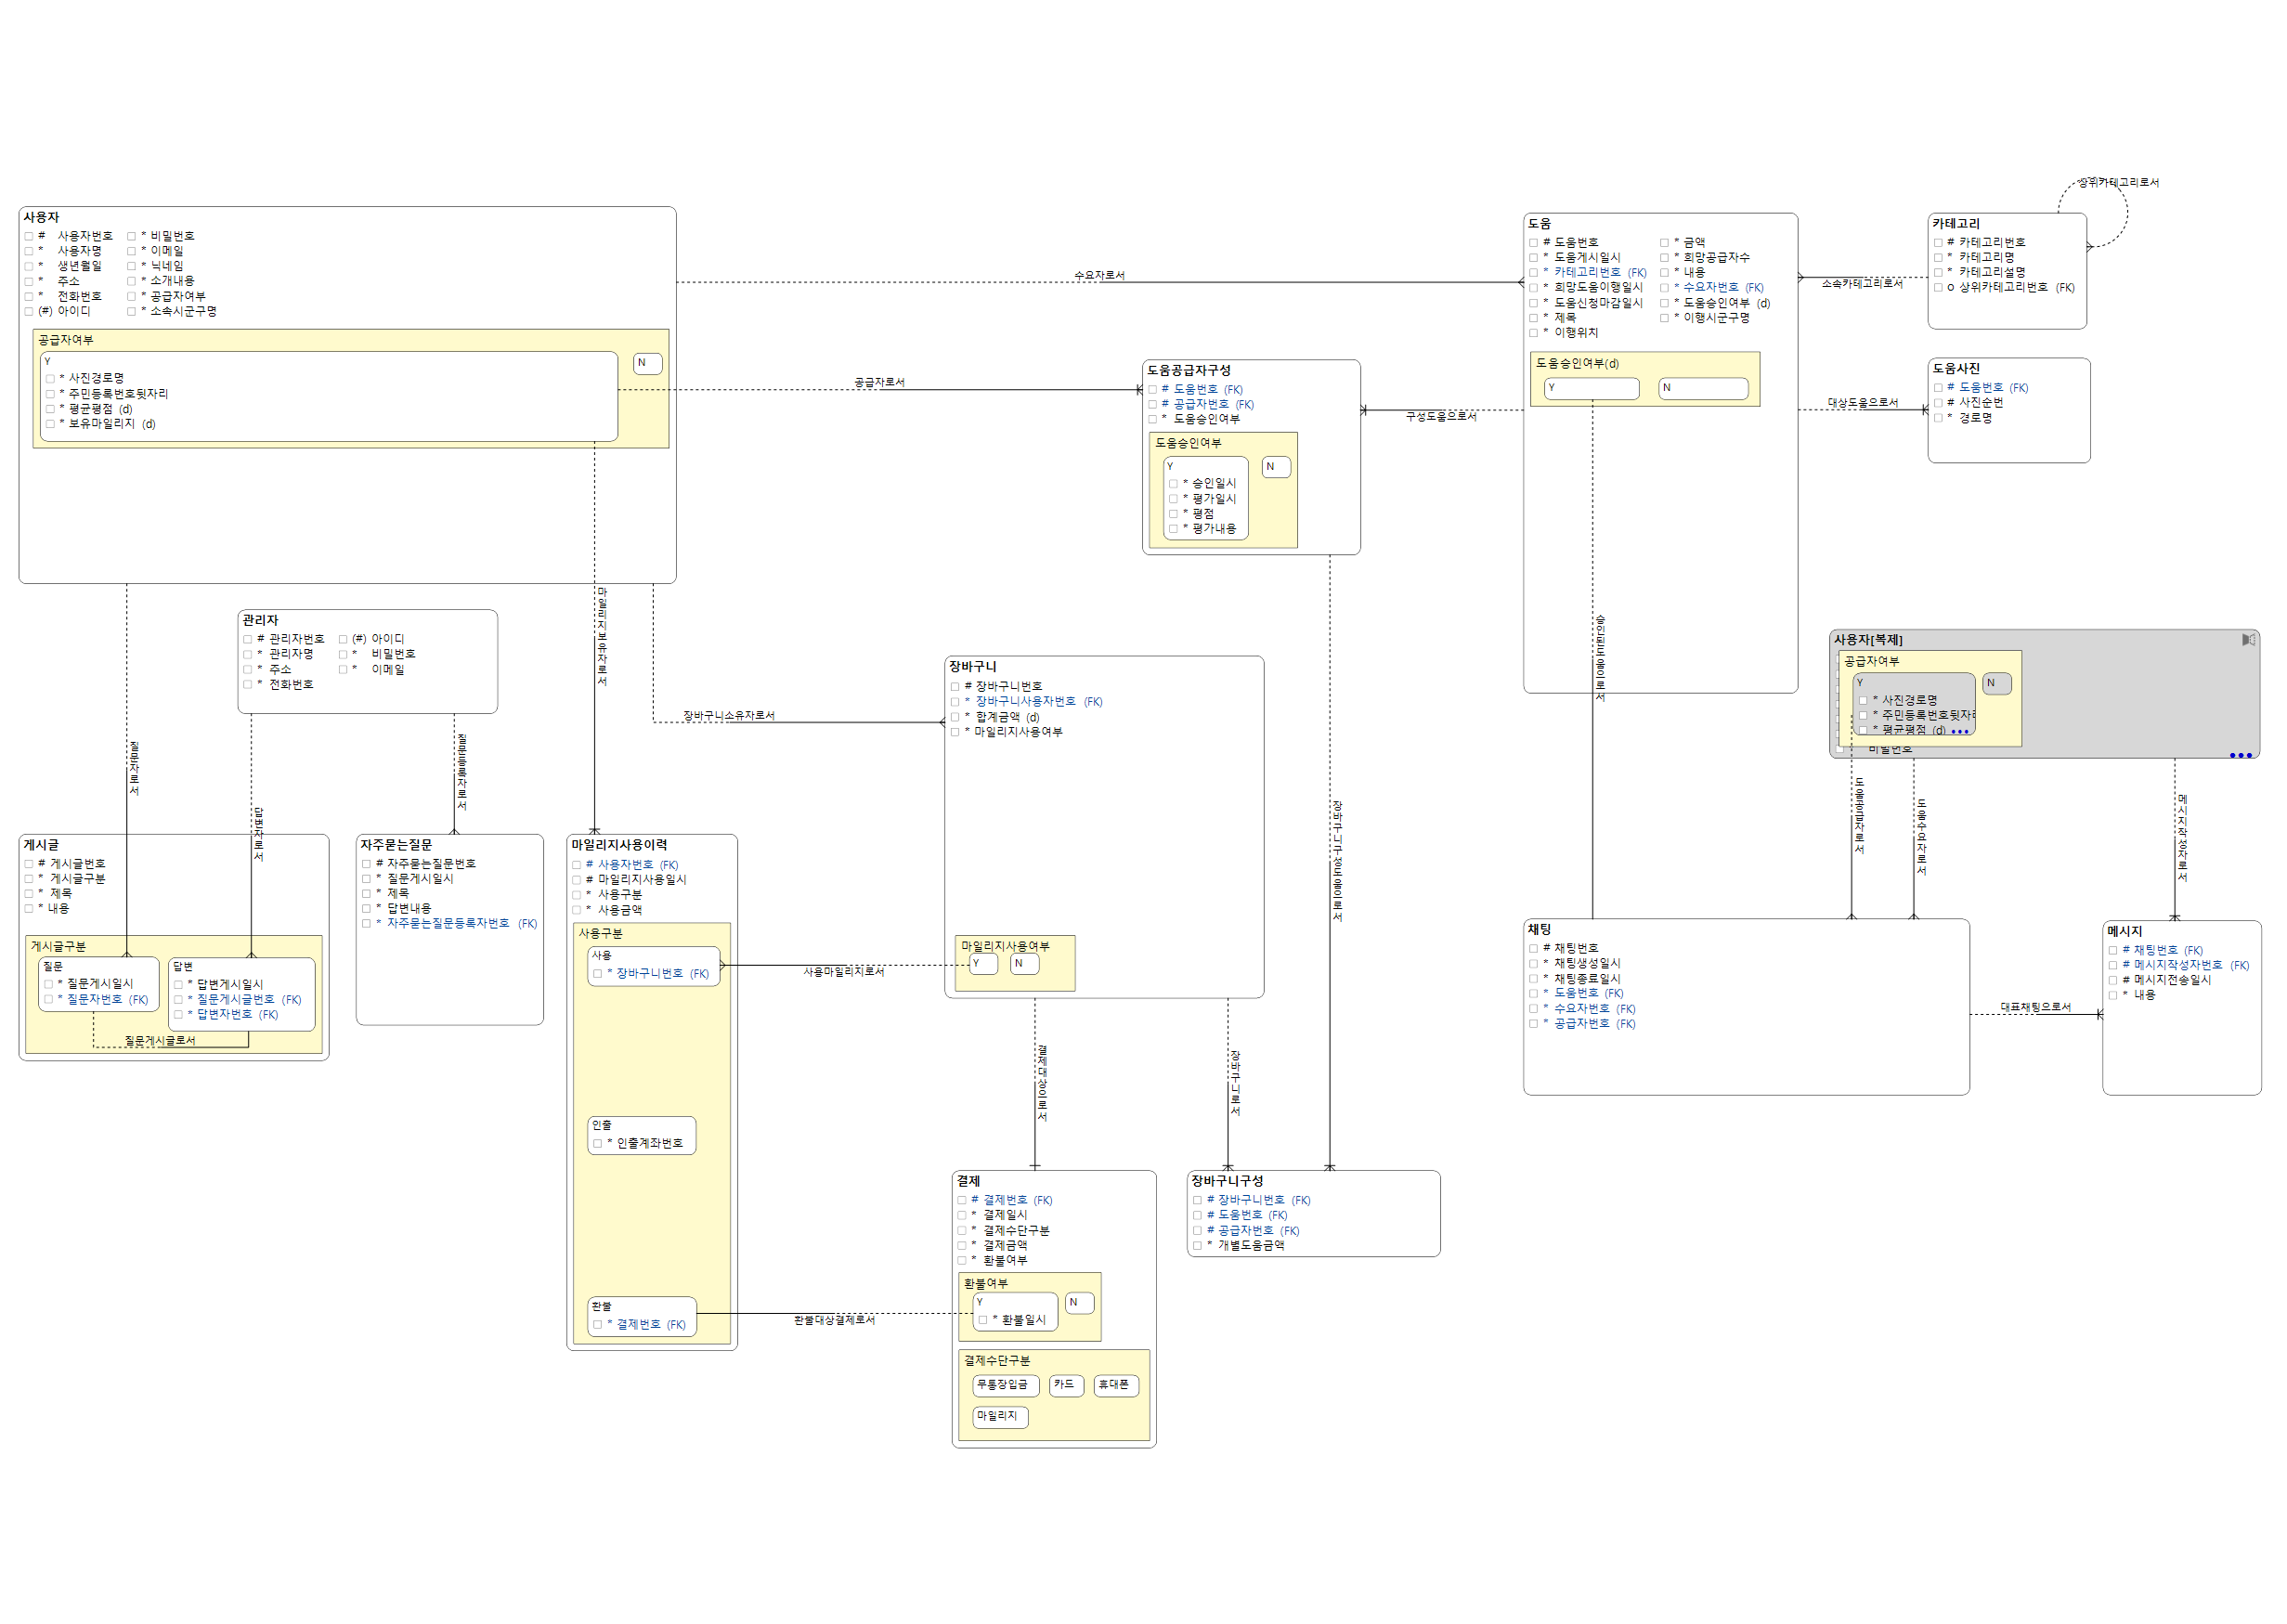 상위카테고리로서
사용자
# 사용자번호
* 사용자명
* 생년월일
* 주소
* 전화번호
(#) 아이디
* 비밀번호
* 이메일
* 닉네임
* 소개내용
* 공급자여부
* 소속시군구명
공급자여부
Y
* 사진경로명
* 주민등록번호뒷자리
* 평균평점 (d)
* 보유마일리지 (d)
N
수요자로서
공급자로서
도움공급자구성
# 도움번호 (FK)
# 공급자번호 (FK)
* 도움승인여부
도움승인여부
Y
* 승인일시
* 평가일시
* 평점
* 평가내용
N
구성도움으로서
도움
# 도움번호
* 도움게시일시
* 카테고리번호 (FK)
* 희망도움이행일시
* 도움신청마감일시
* 제목
* 이행위치
* 금액
* 희망공급자수
* 내용
* 수요자번호 (FK)
* 도움승인여부 (d)
* 이행시군구명
도움승인여부(d)
Y
N
소속카테고리로서
카테고리
# 카테고리번호
* 카테고리명
* 카테고리설명
o 상위카테고리번호 (FK)
대상도움으로서
도움사진
# 도움번호 (FK)
# 사진순번
* 경로명
관리자
# 관리자번호
* 관리자명
* 주소
* 전화번호
(#) 아이디
* 비밀번호
* 이메일
마일리지보유자로서
장바구니소유자로서
질문자로서
답변자로서
질문등록자로서
장바구니
# 장바구니번호
* 장바구니사용자번호 (FK)
* 합계금액 (d)
* 마일리지사용여부
마일리지사용여부
Y
N
승인된도움으로서
장바구니구성도움으로서
사용자[복제]
공급자여부
Y
* 사진경로명
* 주민등록번호뒷자리
* 평균평점 (d)
N
비밀번호
도움공급자로서
도움수요자로서
메시지작성자로서
게시글
# 게시글번호
* 게시글구분
* 제목
* 내용
게시글구분
질문
* 질문게시일시
* 질문자번호 (FK)
답변
* 답변게시일시
* 질문게시글번호 (FK)
* 답변자번호 (FK)
질문게시글로서
자주묻는질문
# 자주묻는질문번호
* 질문게시일시
* 제목
* 답변내용
* 자주묻는질문등록자번호 (FK)
마일리지사용이력
# 사용자번호 (FK)
# 마일리지사용일시
* 사용구분
* 사용금액
사용구분
사용
* 장바구니번호 (FK)
인출
* 인출계좌번호
환불
* 결제번호 (FK)
사용마일리지로서
환불대상결제로서
결제대상으로서
장바구니로서
결제
# 결제번호 (FK)
* 결제일시
* 결제수단구분
* 결제금액
* 환불여부
환불여부
Y
* 환불일시
N
결제수단구분
무통장입금
카드
휴대폰
마일리지
장바구니구성
# 장바구니번호 (FK)
# 도움번호 (FK)
# 공급자번호 (FK)
* 개별도움금액
채팅
# 채팅번호
* 채팅생성일시
* 채팅종료일시
* 도움번호 (FK)
* 수요자번호 (FK)
* 공급자번호 (FK)
대표채팅으로서
메시지
# 채팅번호 (FK)
# 메시지작성자번호 (FK)
# 메시지전송일시
* 내용